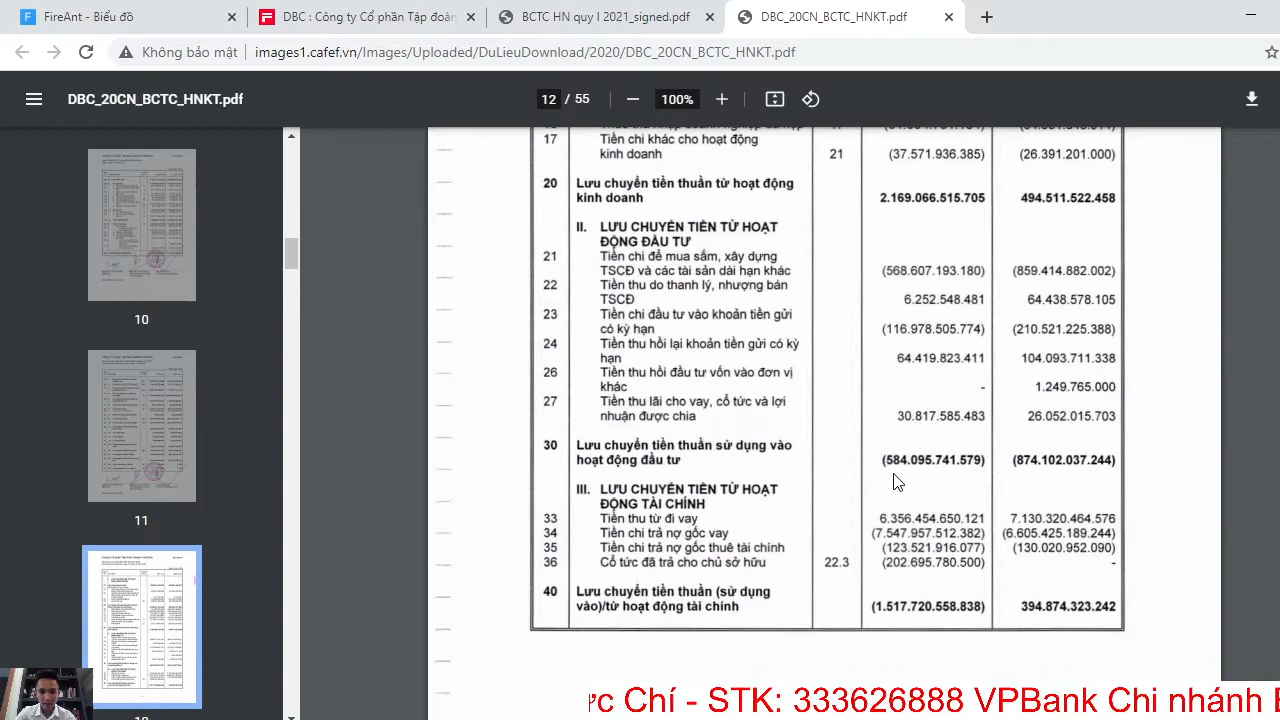 FireAnt - Biểu đồ
DBC : Công ty Cổ phần Tập đoàn
BCTC HN quy I 2021_signed.pdf
DBC_20CN_BCTC_HNKT.pdf
Không bảo mật
images1.cafef.vn/Images/Uploaded/DuLieuDownload/2020/DBC_20CN_BCTC_HNKT.pdf
DBC_20CN_BCTC_HNKT.pdf
12 / 55
100%
10
11
17 Tiền chi khác cho hoạt động
kinh doanh 21 (37.571.936.385) (26.391.201.000)
20 Lưu chuyển tiền thuần từ hoạt động
kinh doanh 2.169.066.515.705 494.511.522.458
II. LƯU CHUYỂN TIỀN TỪ HOẠT
ĐỘNG ĐẦU TƯ
21 Tiền chi để mua sắm, xây dựng
TSCĐ và các tài sản dài hạn khác (568.607.193.180) (859.414.882.002)
22 Tiền thu do thanh lý, nhượng bán
TSCĐ 6.252.548.481 64.438.578.105
23 Tiền chi đầu tư vào khoản tiền gửi
có kỳ hạn (116.978.505.774) (210.521.225.388)
24 Tiền thu hồi lại khoản tiền gửi có kỳ
hạn 64.419.823.411 104.093.711.338
26 Tiền thu hồi đầu tư vốn vào đơn vị
khác - 1.249.765.000
27 Tiền thu lãi cho vay, cổ tức và lợi
nhuận được chia 30.817.585.483 26.052.015.703
30 Lưu chuyển tiền thuần sử dụng vào
hoạt động đầu tư (584.095.741.579) (874.102.037.244)
III. LƯU CHUYỂN TIỀN TỪ HOẠT
ĐỘNG TÀI CHÍNH
33 Tiền thu từ đi vay 6.356.454.650.121 7.130.320.464.576
34 Tiền chi trả nợ gốc vay (7.547.957.512.382) (6.605.425.189.244)
35 Tiền chi trả nợ gốc thuê tài chính (123.521.916.077) (130.020.952.090)
36 Cổ tức đã trả cho chủ sở hữu 22.3 (202.695.780.500) -
40 Lưu chuyển tiền thuần (sử dụng
vào hoạt động tài chính (1.517.720.558.838) 394.874.323.242
ực Chí - STK: 333626888 VPBank Chi nhánh